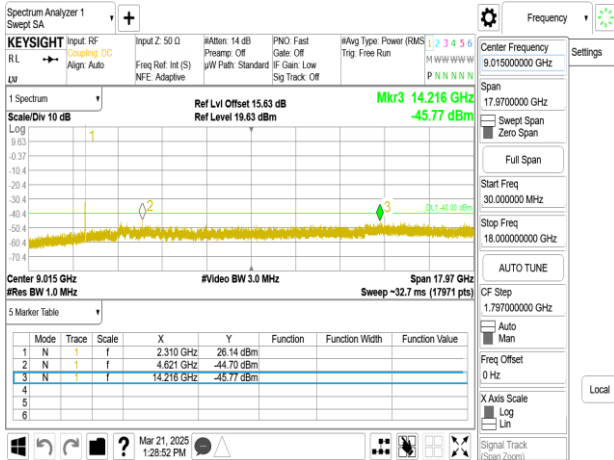 Spectrum Analyzer 1
Swept SA
+
Frequency
KEYSIGHT
RL
Input: RF
Coupling: DC
Align: Auto
Input Z: 50 Ω
Freq Ref: Int (S)
NFE: Adaptive
#Atten: 14 dB
Preamp: Off
µW Path: Standard
PNO: Fast
Gate: Off
IF Gain: Low
Sig Track: Off
#Avg Type: Power (RMS
Trig: Free Run
1 2 3 4 5 6
M W W W W W
P N N N N N
1 Spectrum
Scale/Div 10 dB
Ref Lvl Offset 15.63 dB
Ref Level 19.63 dBm
Mkr3 14.216 GHz
-45.77 dBm
Log
9.63
-0.37
-10.4
-20.4
-30.4
-40.4
-50.4
-60.4
-70.4
1
2
3
DL1 -40.00 dBm
Center 9.015 GHz
#Res BW 1.0 MHz
#Video BW 3.0 MHz
Span 17.97 GHz
Sweep ~32.7 ms (17971 pts)
5 Marker Table
Mode Trace Scale X Y Function Function Width Function Value
1 N 1 f 2.310 GHz 26.14 dBm
2 N 1 f 4.621 GHz -44.70 dBm
3 N 1 f 14.216 GHz -45.77 dBm
4
5
6
?
Mar 21, 2025
1:28:52 PM
Center Frequency
9.015000000 GHz
Span
17.9700000 GHz
Swept Span
Zero Span
Full Span
Start Freq
30.000000 MHz
Stop Freq
18.000000000 GHz
AUTO TUNE
CF Step
1.797000000 GHz
Auto
Man
Freq Offset
0 Hz
X Axis Scale
Log
Lin
Signal Track
(Span Zoom)
Settings
Local